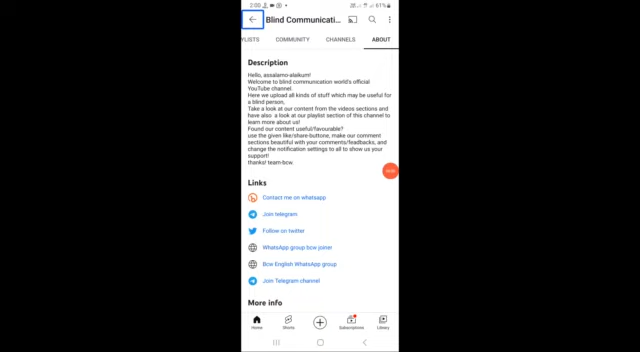 2:00
61%
Blind Communicati...
YLISTS COMMUNITY CHANNELS ABOUT
Description
Hello, assalamo-alaikum!
Welcome to blind communication world's official
YouTube channel
Here we upload all kinds of stuff which may be useful for
a blind person,
Take a look at our content from the videos sections and
have also a look at our playlist section of this channel to
learn more about us!
Found our content useful/favourable?
use the given like/share-buttone, make our comment
sections beautiful with your comments/feadbacks, and
change the notification settings to all to show us your
support!
thanks! team-bcw.
Links
Contact me on whatsapp
Join telegram
Follow on twitter
WhatsApp group bcw joiner
Bcw English WhatsApp group
Join Telegram channel
More info
Home Shorts Subscriptions Library